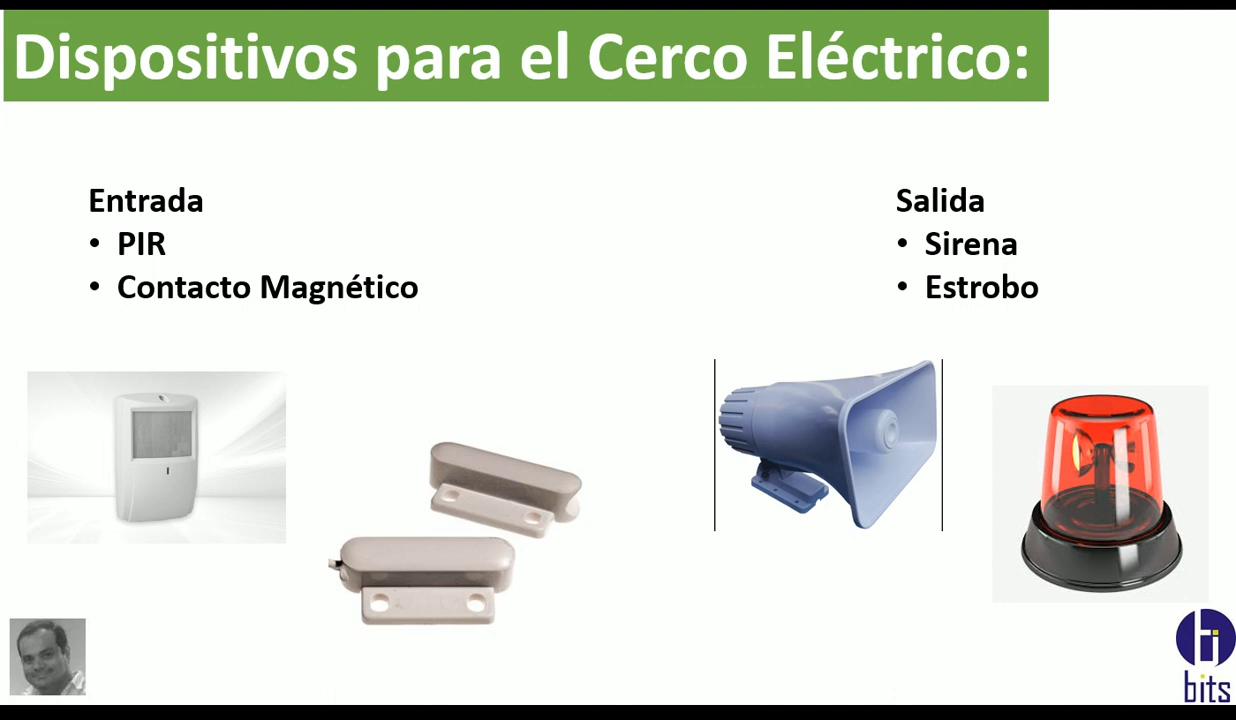 Dispositivos para el Cerco Eléctrico:
Entrada
• PIR
• Contacto Magnético
Salida
• Sirena
• Estrobo
bits